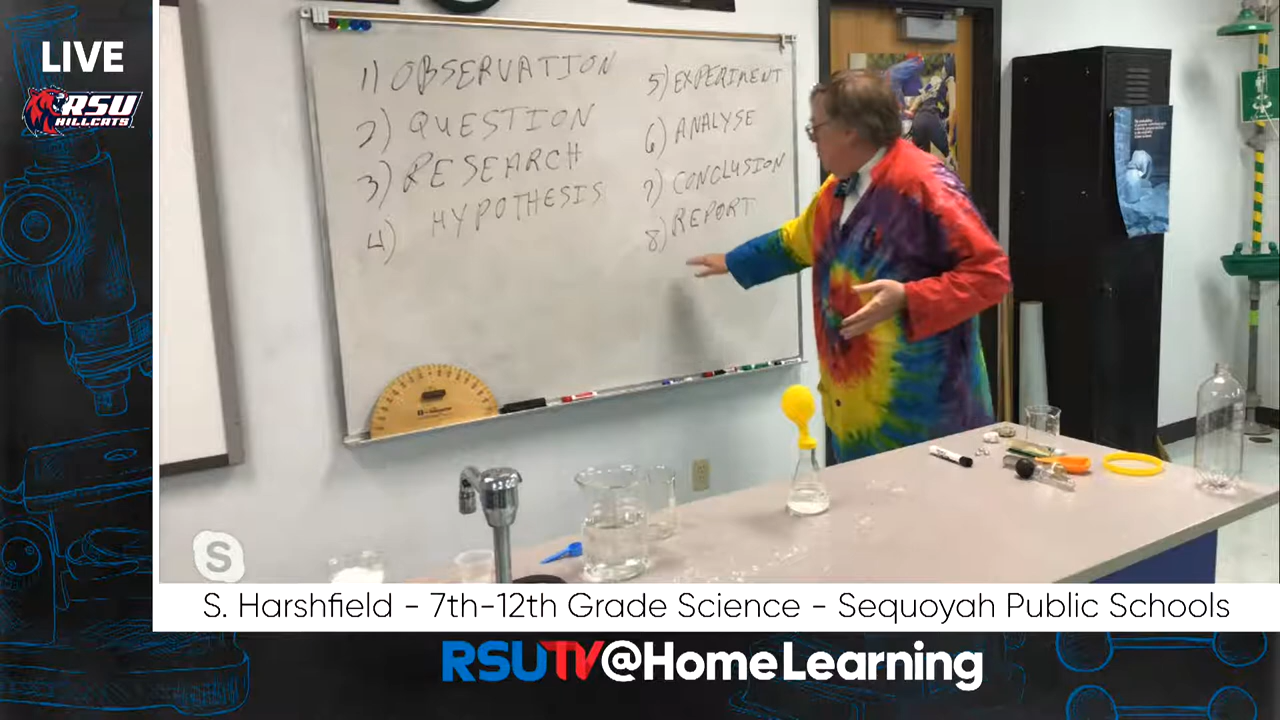 LIVE
RSU
HILLCATS
1) OBSERVATION
2) QUESTION
3) RESEARCH
4) HYPOTHESIS
5) EXPERIMENT
6) ANALYSE
7) CONCLUSION
8) REPORT
S
S. Harshfield - 7th-12th Grade Science - Sequoyah Public Schools
RSUTV@HomeLearning